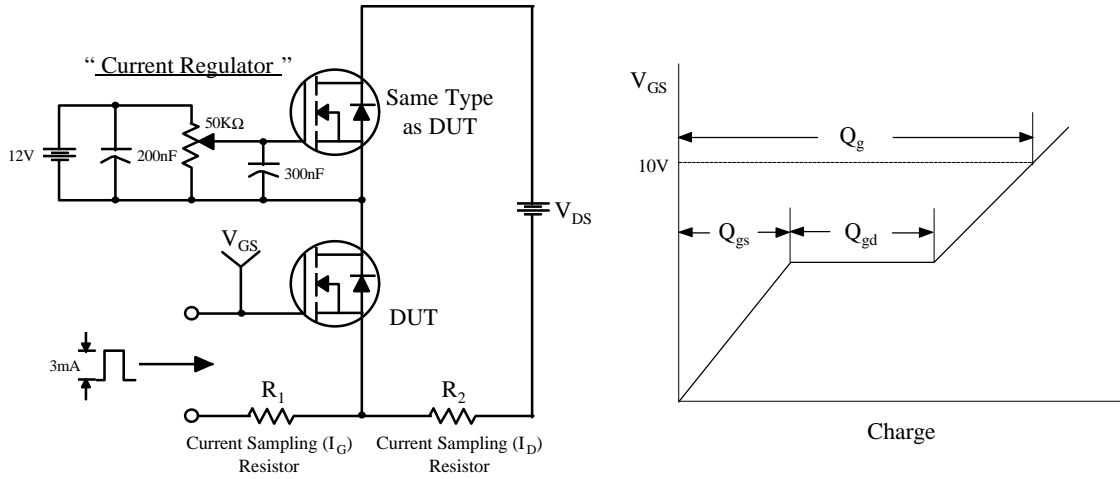 “ Current Regulator ”
Same Type
as DUT
50KΩ
12V
200nF
300nF
V_DS
V_GS
DUT
3mA
R_1
R_2
Current Sampling (I_G)
Resistor
Current Sampling (I_D)
Resistor
V_GS
Q_g
10V
Q_gs
Q_gd
Charge